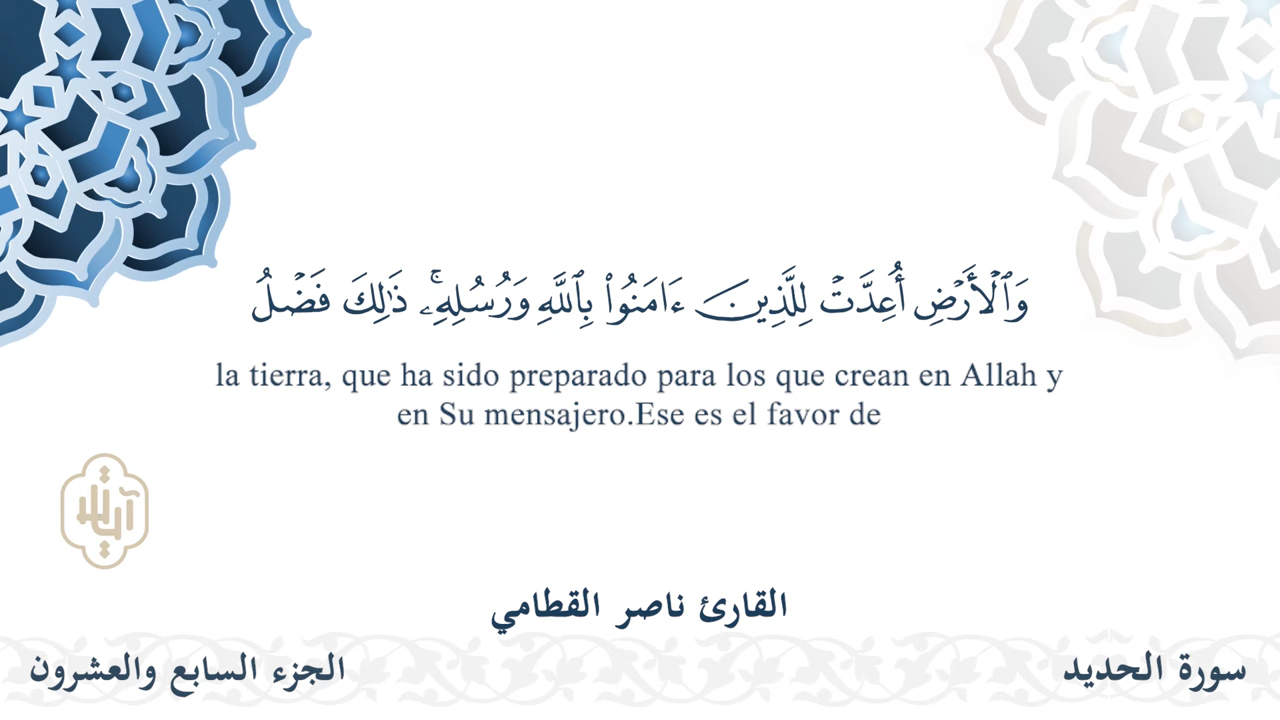 وَٱلۡأَرۡضِ أُعِدَّتۡ لِلَّذِينَ ءَامَنُواْ بِٱللَّهِ وَرُسُلِهِۦۚ ذَٰلِكَ فَضۡلُ
la tierra, que ha sido preparado para los que crean en Allah y
en Su mensajero.Ese es el favor de
القارئ ناصر القطامي
سورة الحديد
الجزء السابع والعشرون